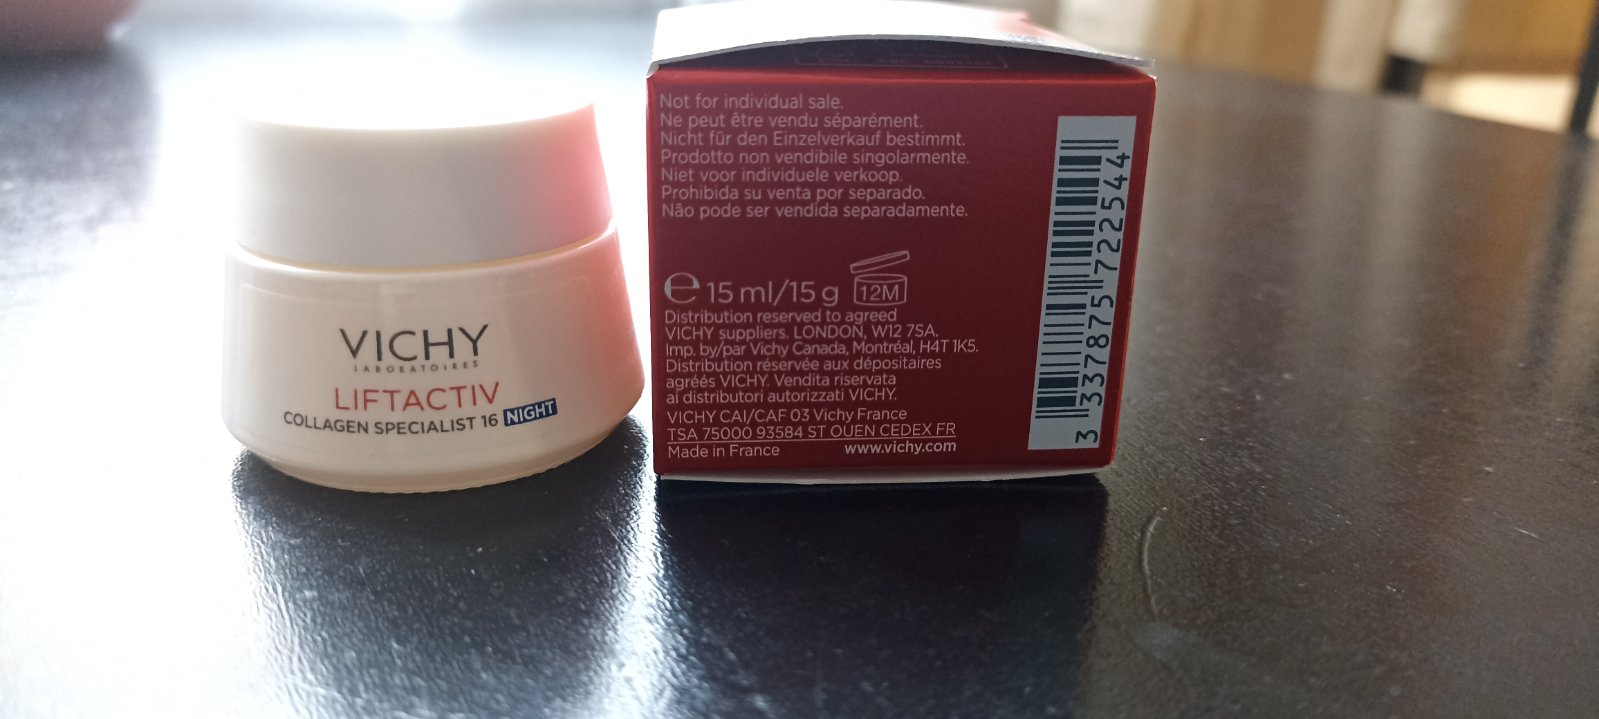 VICHY
LABORATOIRES
LIFTACTIV
COLLAGEN SPECIALIST 16 NIGHT
Not for individual sale.
Ne peut être vendu séparément.
Nicht für den Einzelverkauf bestimmt.
Prodotto non vendibile singolarmente.
Niet voor individuele verkoop.
Prohibida su venta por separado.
Não pode ser vendida separadamente.
℮ 15 ml/15 g 12M
Distribution reserved to agreed
VICHY suppliers. LONDON, W12 7SA.
Imp. by/par Vichy Canada, Montréal, H4T 1K5.
Distribution réservée aux dépositaires
agréés VICHY. Vendita riservata
ai distributori autorizzati VICHY.
VICHY CAI/CAF 03 Vichy France
TSA 75000 93584 ST OUEN CEDEX FR
Made in France www.vichy.com
3 337875 722544